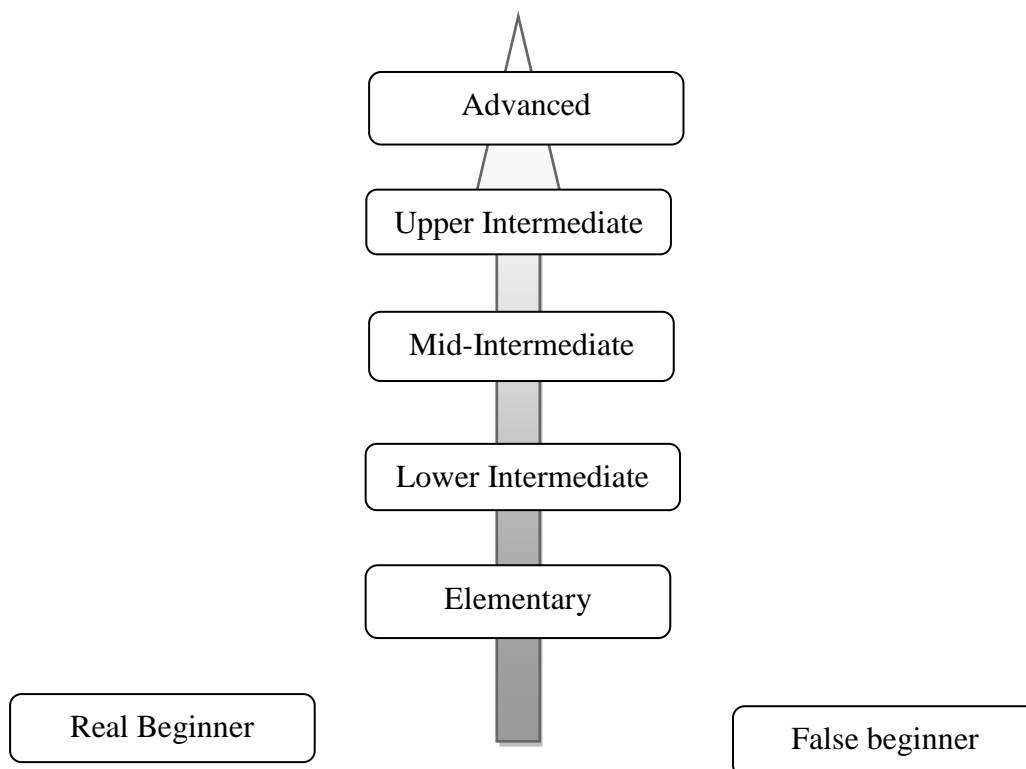 Advanced
Upper Intermediate
Mid-Intermediate
Lower Intermediate
Elementary
Real Beginner
False beginner